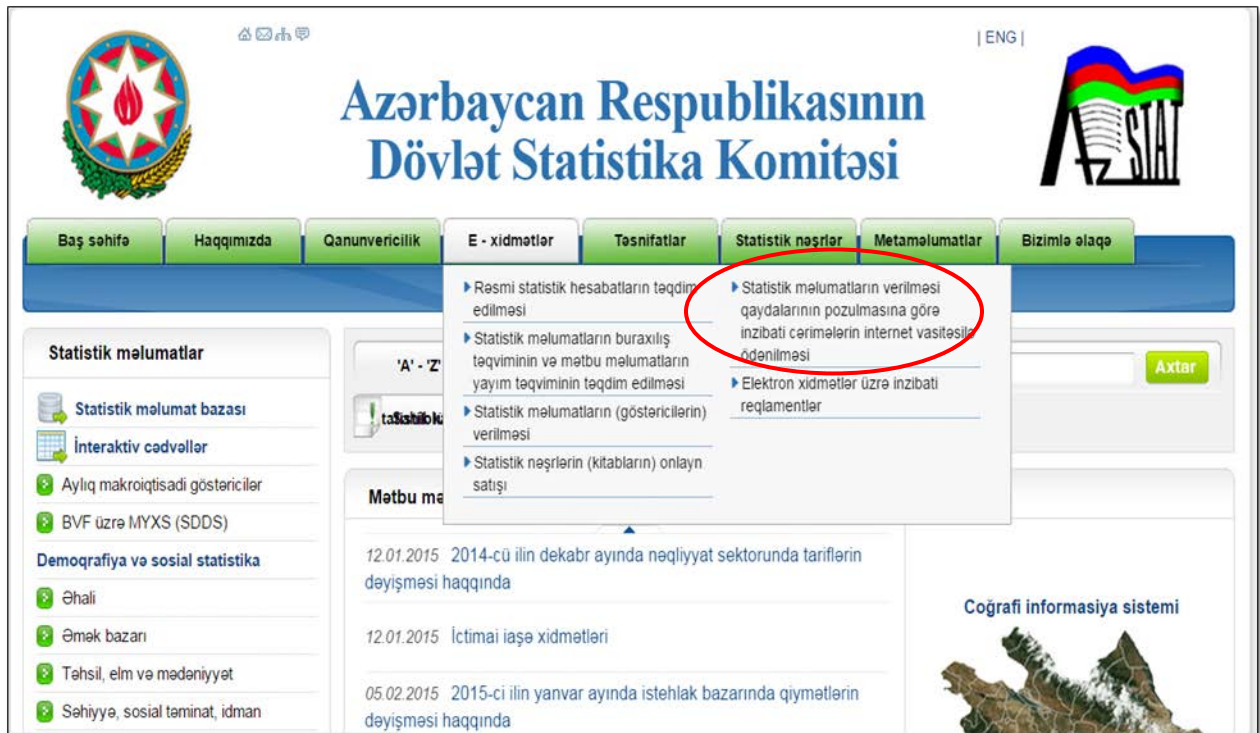 | ENG |
Azərbaycan Respublikasının
Dövlət Statistika Komitəsi
AZSTAT
Baş səhifə
Haqqımızda
Qanunvericilik
E - xidmətlər
Təsnifatlar
Statistik nəşrlər
Metaməlumatlar
Bizimlə əlaqə
Rəsmi statistik hesabatların təqdim
edilməsi
Statistik məlumatların buraxılış
təqviminin və mətbu məlumatların
yayım təqviminin təqdim edilməsi
Statistik məlumatların (göstəricilərin)
verilməsi
Statistik nəşrlərin (kitabların) onlayn
satışı
Statistik məlumatların verilməsi
qaydalarının pozulmasına görə
inzibati cərimələrin internet vasitəsilə
ödənilməsi
Elektron xidmətlər üzrə inzibati
reqlamentlər
Statistik məlumatlar
Statistik məlumat bazası
İnteraktiv cədvəllər
Aylıq makroiqtisadi göstəricilər
BVF üzrə MYXS (SDDS)
Demoqrafiya və sosial statistika
Əhali
Əmək bazarı
Təhsil, elm və mədəniyyət
Səhiyyə, sosial təminat, idman
'A' - 'Z'
Axtar
Mətbu mə
12.01.2015 2014-cü ilin dekabr ayında nəqliyyat sektorunda tariflərin
dəyişməsi haqqında
12.01.2015 İctimai iaşə xidmətləri
05.02.2015 2015-ci ilin yanvar ayında istehlak bazarında qiymətlərin
dəyişməsi haqqında
Coğrafi informasiya sistemi